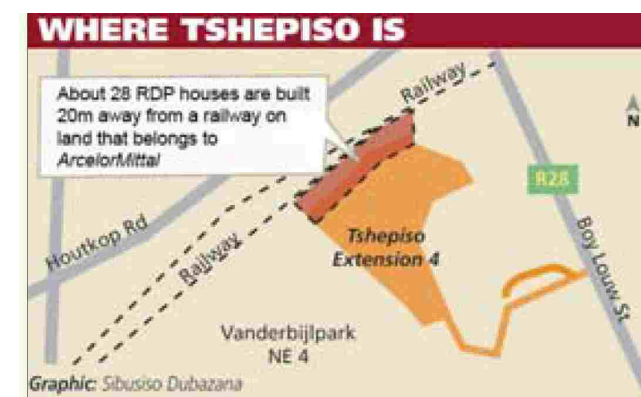 WHERE TSHEPISO IS
About 28 RDP houses are built
20m away from a railway on
land that belongs to
ArcelorMittal
Railway
N
R28
Houtkop Rd
Railway
Tshepiso
Extension 4
Boy Louw St
Vanderbijlpark
NE 4
Graphic: Sibusiso Dubazana